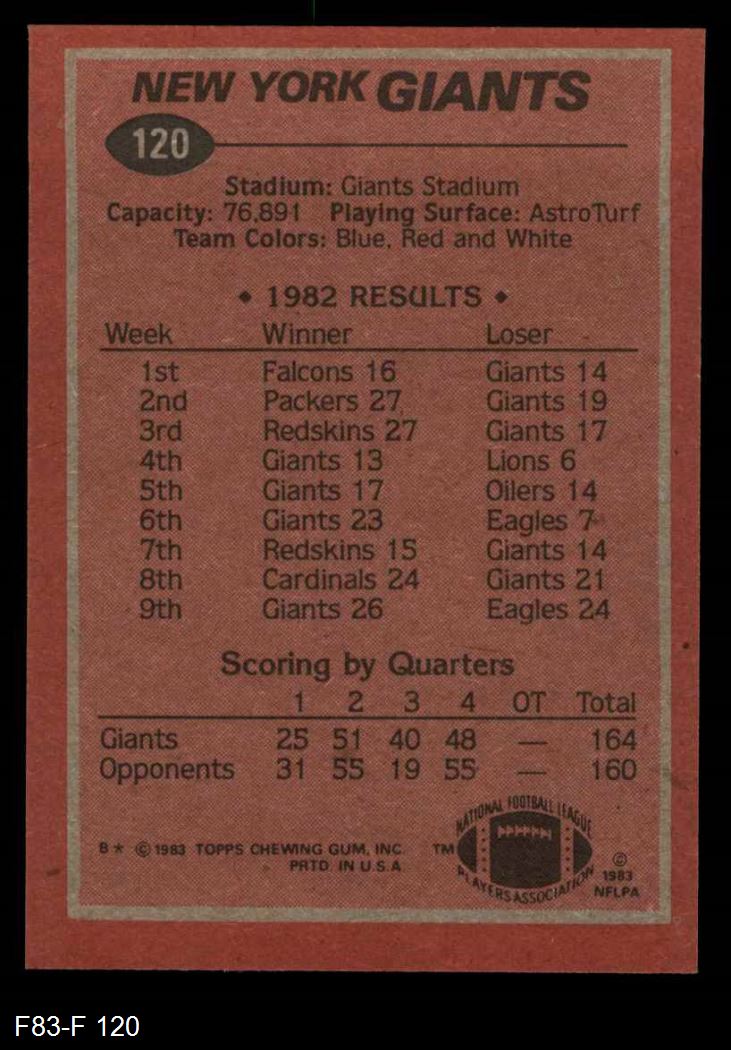 NEW YORK GIANTS
120
Stadium: Giants Stadium
Capacity: 76,891 Playing Surface: AstroTurf
Team Colors: Blue, Red and White
◆ 1982 RESULTS ◆
Week Winner Loser
1st Falcons 16 Giants 14
2nd Packers 27 Giants 19
3rd Redskins 27 Giants 17
4th Giants 13 Lions 6
5th Giants 17 Oilers 14
6th Giants 23 Eagles 7
7th Redskins 15 Giants 14
8th Cardinals 24 Giants 21
9th Giants 26 Eagles 24
Scoring by Quarters
1 2 3 4 OT Total
Giants 25 51 40 48 — 164
Opponents 31 55 19 55 — 160
B* © 1983 TOPPS CHEWING GUM, INC.
PRTD. IN U.S.A.
TM
NATIONAL FOOTBALL LEAGUE
PLAYERS ASSOCIATION
©
1983
NFLPA
F83-F 120